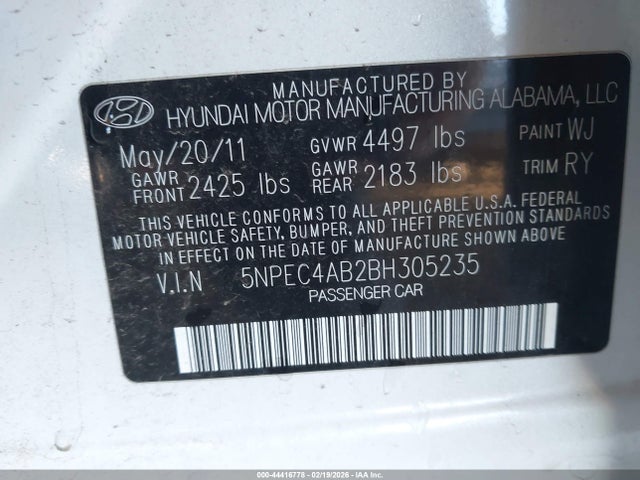 MANUFACTURED BY
HYUNDAI MOTOR MANUFACTURING ALABAMA, LLC
May/20/11 GVWR 4497 lbs PAINT WJ
GAWR FRONT 2425 lbs GAWR REAR 2183 lbs TRIM RY
THIS VEHICLE CONFORMS TO ALL APPLICABLE U.S.A. FEDERAL
MOTOR VEHICLE SAFETY, BUMPER, AND THEFT PREVENTION STANDARDS
IN EFFECT ON THE DATE OF MANUFACTURE SHOWN ABOVE.
V.I.N 5NPEC4AB2BH305235
PASSENGER CAR
000-44416778 - 02/19/2026 - IAA Inc.